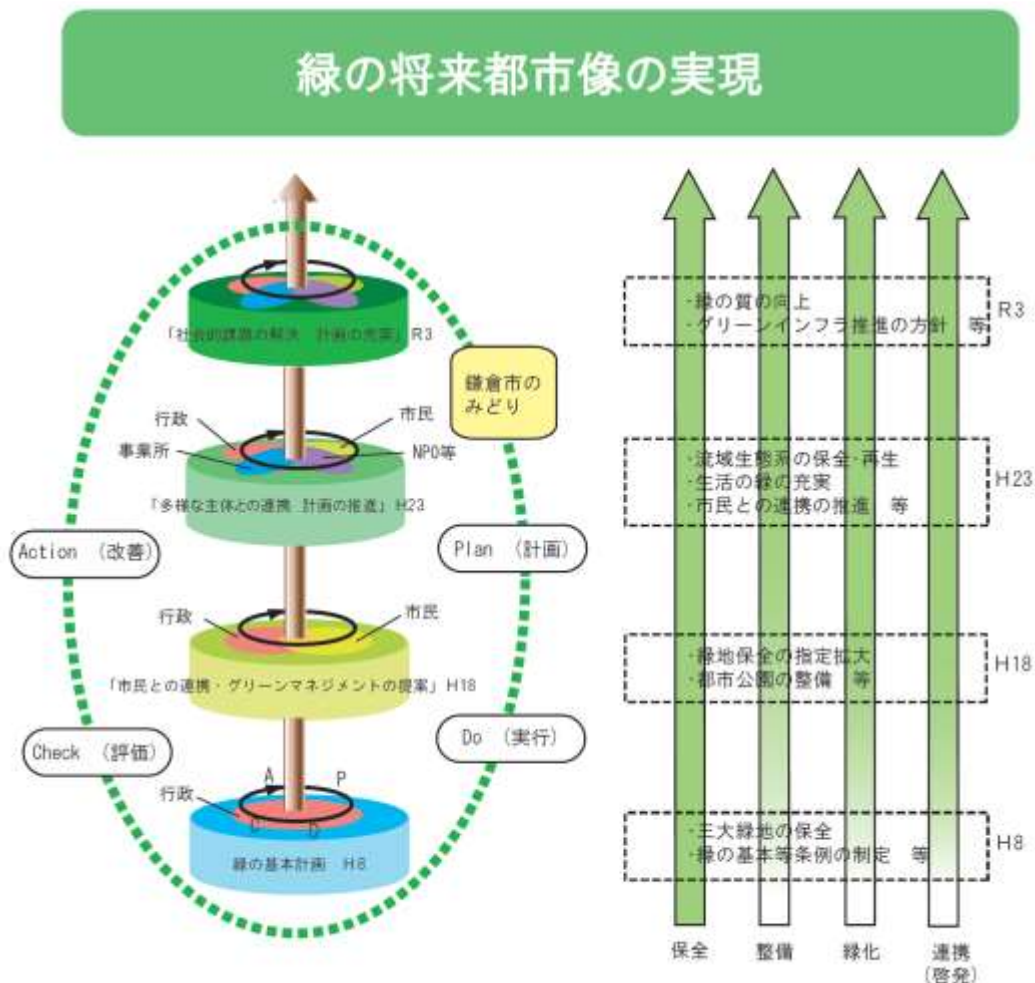 緑の将来都市像の実現
「社会的課題の解決　計画の充実」R3
鎌倉市の
みどり
行政
市民
事業所
NPO等
「多様な主体との連携 計画の推進」H23
Action （改善）
Plan （計画）
行政
市民
「市民との連携・グリーンマネジメントの提案」H18
Check （評価）
Do （実行）
A
P
行政
C
D
緑の基本計画　H8
・緑の質の向上
・グリーンインフラ推進の方針　等
R3
・流域生態系の保全・再生
・生活の緑の充実
・市民との連携の推進　等
H23
・緑地保全の指定拡大
・都市公園の整備　等
H18
・三大緑地の保全
・緑の基本等条例の制定　等
H8
保全
整備
緑化
連携
(啓発)